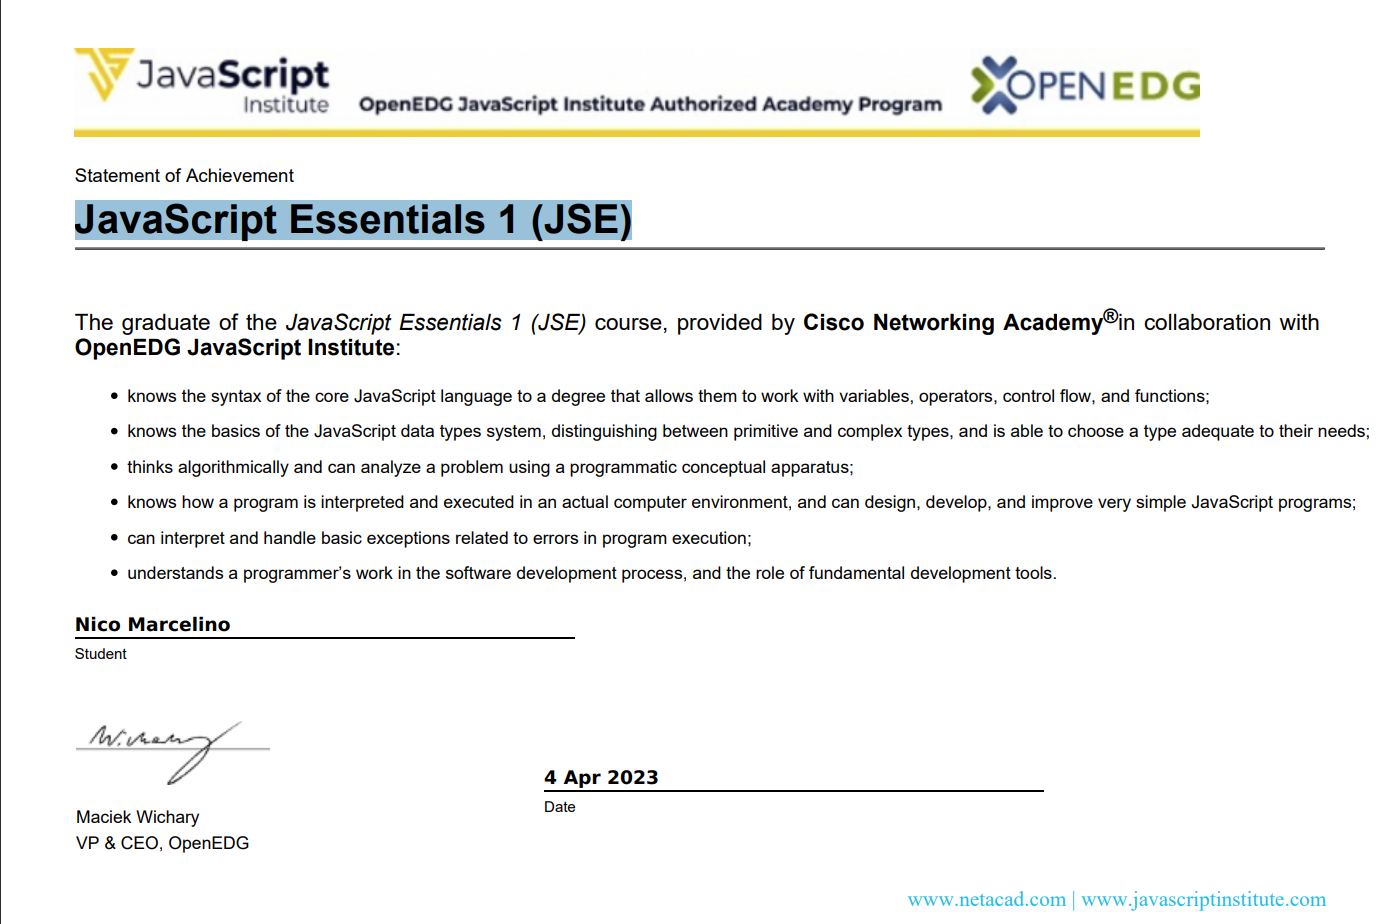 JavaScript
Institute
OpenEDG JavaScript Institute Authorized Academy Program
OPENEDG
Statement of Achievement
JavaScript Essentials 1 (JSE)
The graduate of the JavaScript Essentials 1 (JSE) course, provided by Cisco Networking Academy®in collaboration with
OpenEDG JavaScript Institute:
• knows the syntax of the core JavaScript language to a degree that allows them to work with variables, operators, control flow, and functions;
• knows the basics of the JavaScript data types system, distinguishing between primitive and complex types, and is able to choose a type adequate to their needs;
• thinks algorithmically and can analyze a problem using a programmatic conceptual apparatus;
• knows how a program is interpreted and executed in an actual computer environment, and can design, develop, and improve very simple JavaScript programs;
• can interpret and handle basic exceptions related to errors in program execution;
• understands a programmer’s work in the software development process, and the role of fundamental development tools.
Nico Marcelino
Student
W.chary
4 Apr 2023
Date
Maciek Wichary
VP & CEO, OpenEDG
www.netacad.com | www.javascriptinstitute.com